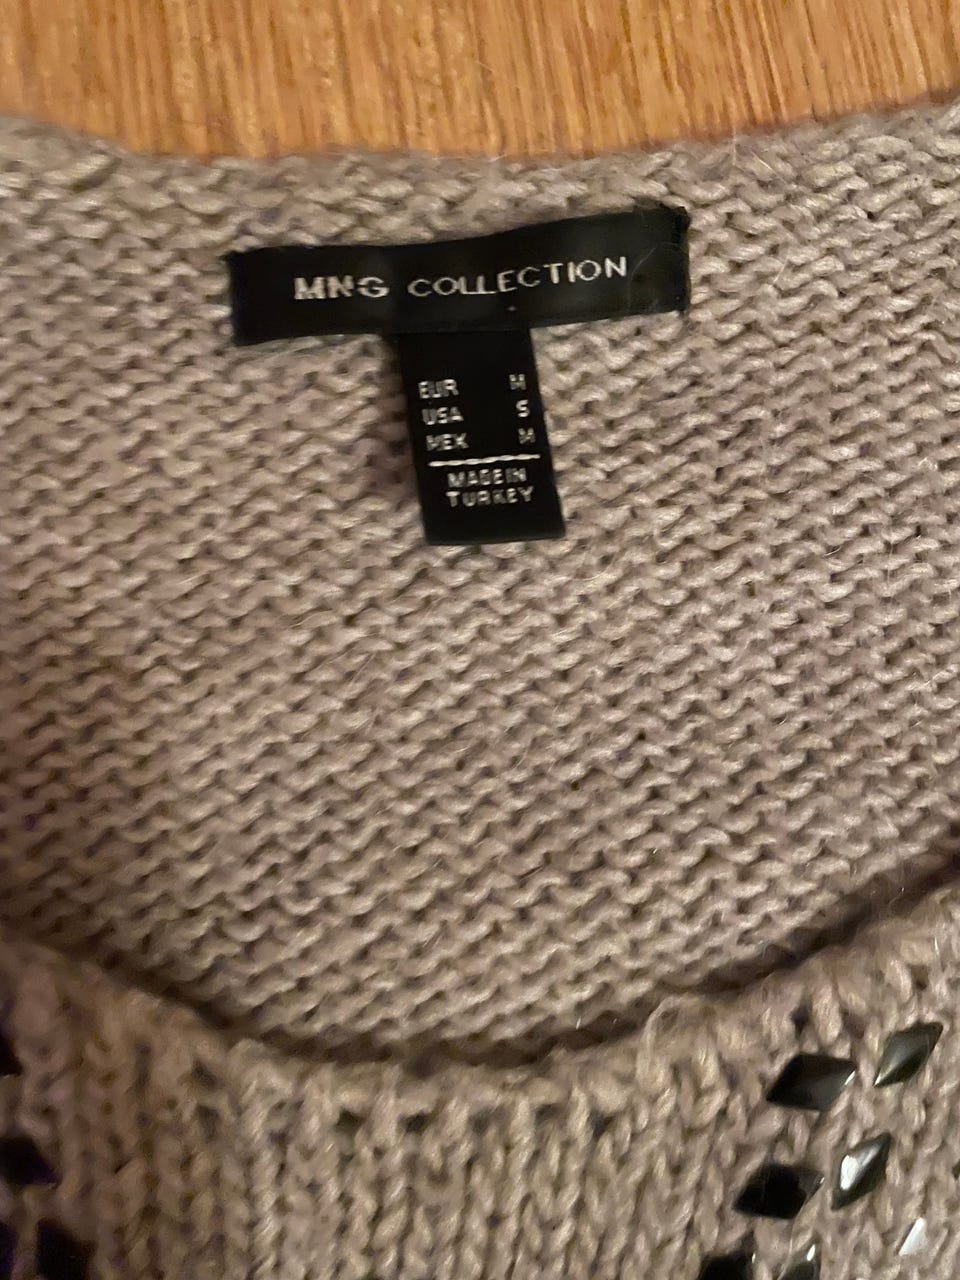 MNG COLLECTION
EUR M
USA S
MEX M
MADE IN
TURKEY